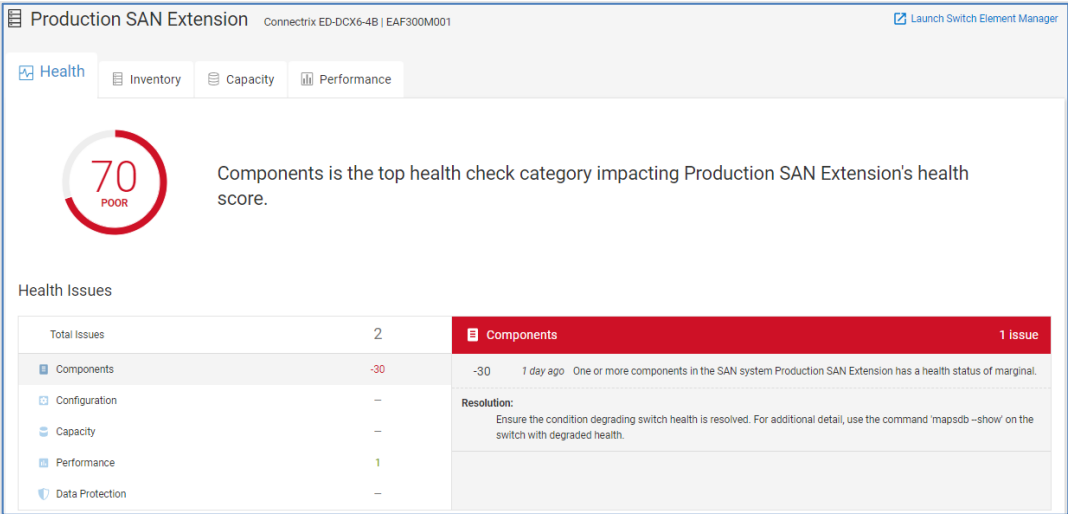 Production SAN Extension Connectrix ED-DCX6-4B | EAF300M001
Launch Switch Element Manager
Health
Inventory
Capacity
Performance
70
POOR
Components is the top health check category impacting Production SAN Extension's health
score.
Health Issues
Total Issues 2
Components -30
Configuration —
Capacity —
Performance 1
Data Protection —
Components 1 issue
-30 1 day ago One or more components in the SAN system Production SAN Extension has a health status of marginal.
Resolution:
Ensure the condition degrading switch health is resolved. For additional detail, use the command 'mapsdb –show' on the
switch with degraded health.